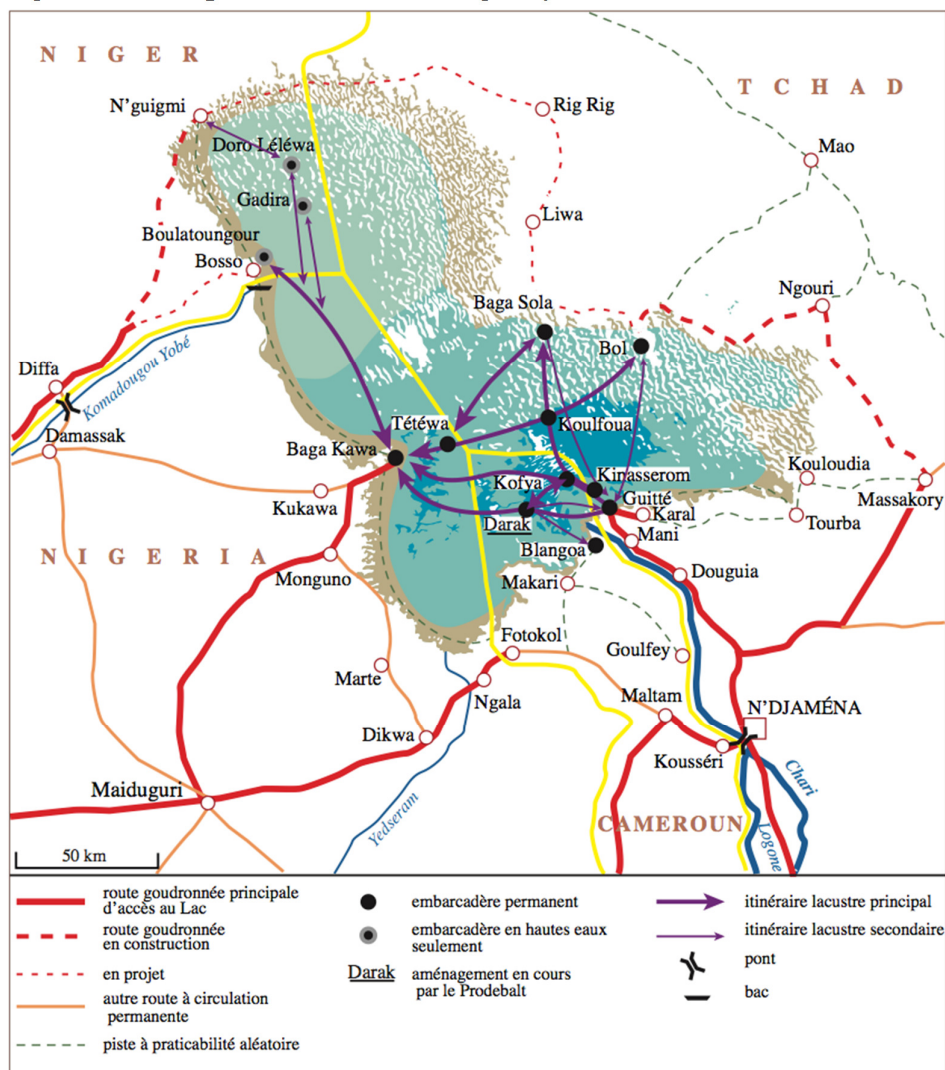 NIGER
TCHAD
N'guigmi
Rig Rig
Doro Léléwa
Mao
Gadira
Liwa
Boulatoungour
Bosso
Baga Sola
Ngouri
Bol
Diffa
Komadougou Yobé
Damassak
Tétéwa
Koulfoua
Baga Kawa
Kofya
Kinasserom
Kouloudia
Kukawa
Guitté
Massakory
Darak
Karal
Tourba
NIGERIA
Blangoa
Mani
Monguno
Makari
Douguia
Fotokol
Goulfey
Marte
Ngala
Maltam
N'DJAMÉNA
Dikwa
Kousséri
Maiduguri
Chari
Yedseram
CAMEROUN
Logone
50 km
route goudronnée principale
d'accès au Lac
route goudronnée
en construction
en projet
autre route à circulation
permanente
piste à praticabilité aléatoire
embarcadère permanent
embarcadère en hautes eaux
seulement
Darak aménagement en cours
par le Prodebalt
itinéraire lacustre principal
itinéraire lacustre secondaire
pont
bac